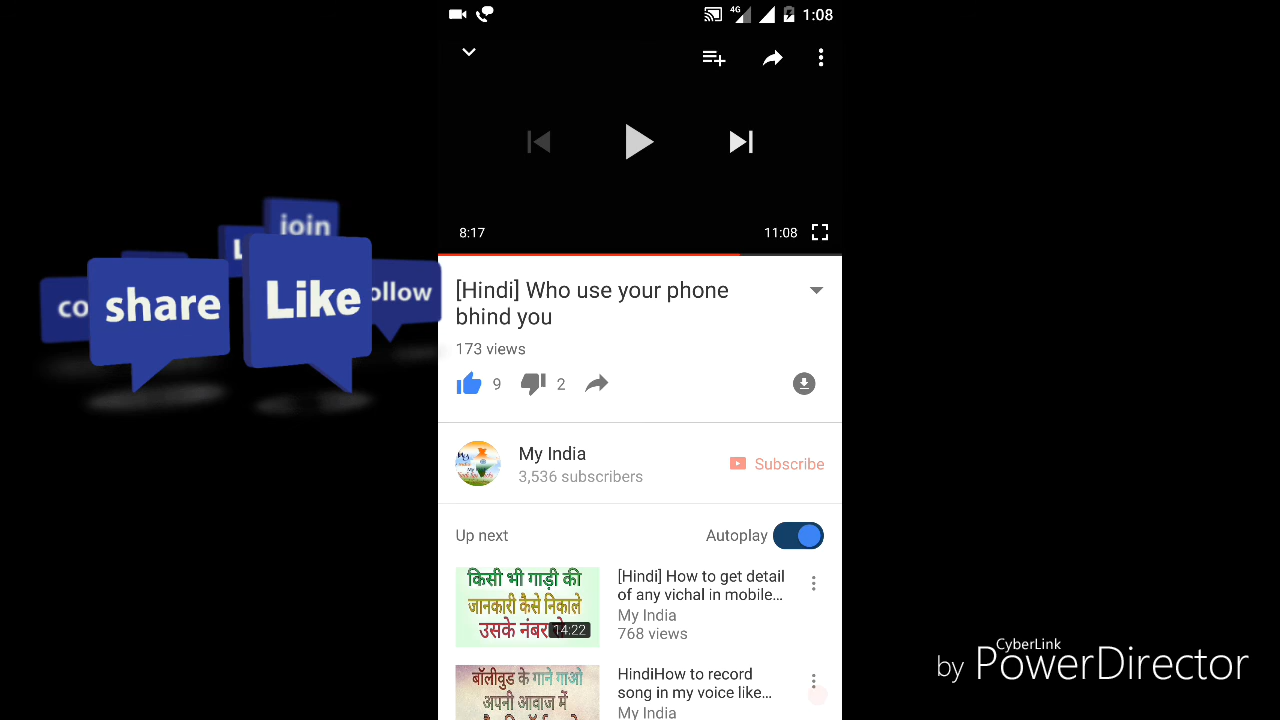 4G 1:08
8:17 11:08
join
share
Like
[Hindi] Who use your phone
bhind you
173 views
9 2
My India
3,536 subscribers
Subscribe
Up next
Autoplay
किसी भी गाड़ी की
जानकारी कैसे निकाले
उसके नंबर
14:22
[Hindi] How to get detail
of any vichal in mobile...
My India
768 views
बॉलीवुड के गाने गाओ
अपनी आवाज में
HindiHow to record
song in my voice like...
My India
by CyberLink
PowerDirector